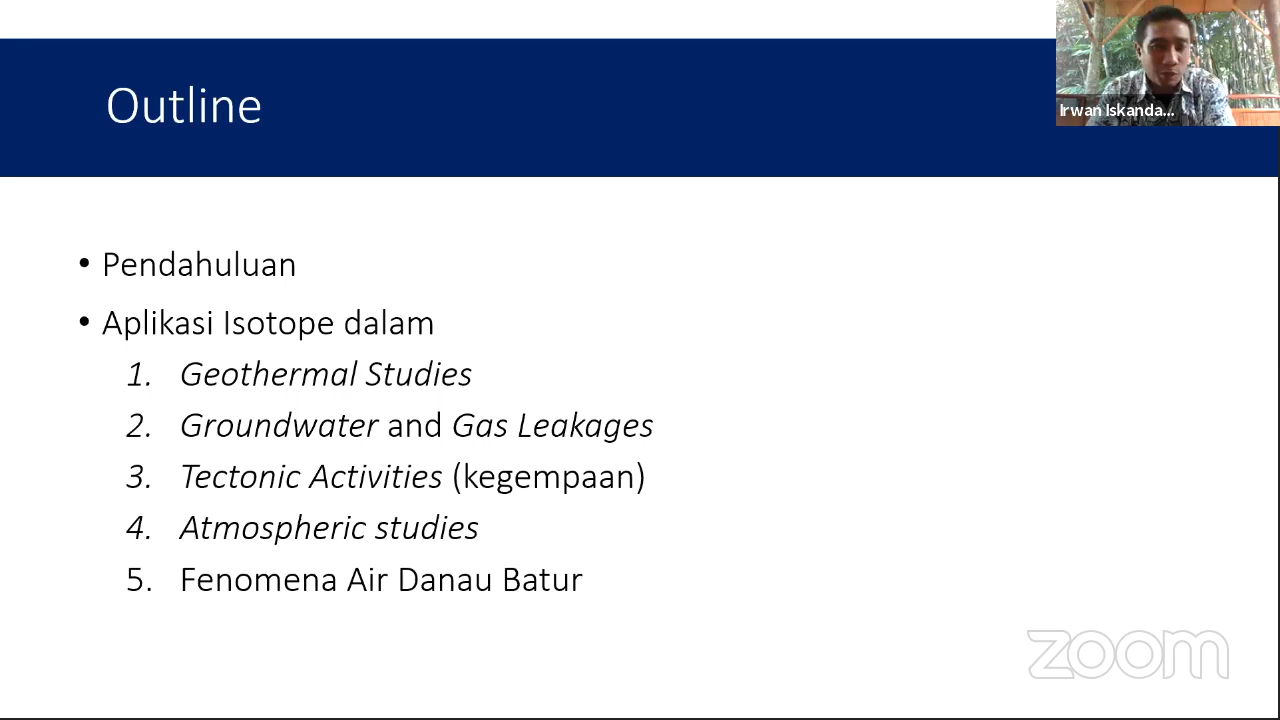 Outline
Irwan Iskanda...
• Pendahuluan
• Aplikasi Isotope dalam
1. Geothermal Studies
2. Groundwater and Gas Leakages
3. Tectonic Activities (kegempaan)
4. Atmospheric studies
5. Fenomena Air Danau Batur
zoom